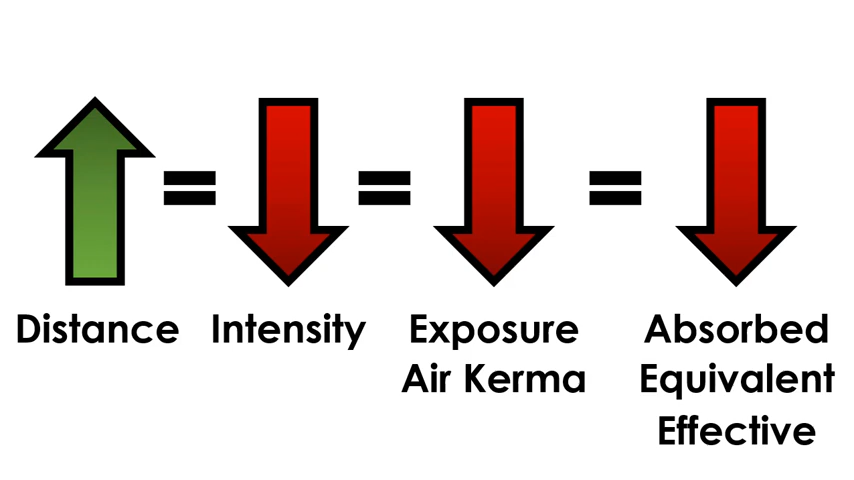 = = =
Distance Intensity Exposure Absorbed
Air Kerma Equivalent
Effective